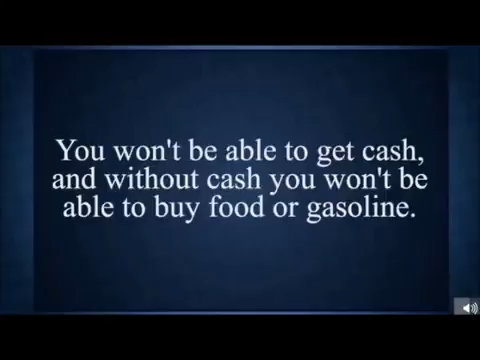 You won't be able to get cash,
and without cash you won't be
able to buy food or gasoline.